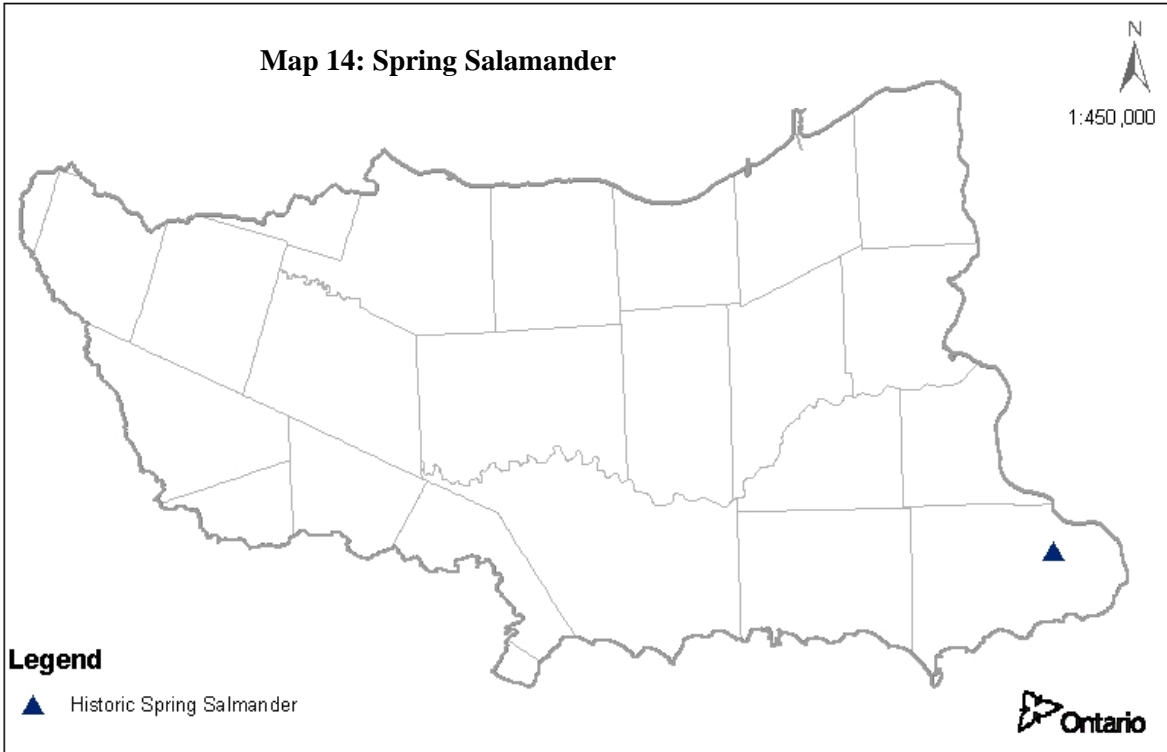 Map 14: Spring Salamander
N
1:450,000
Legend
Historic Spring Salmander
Ontario